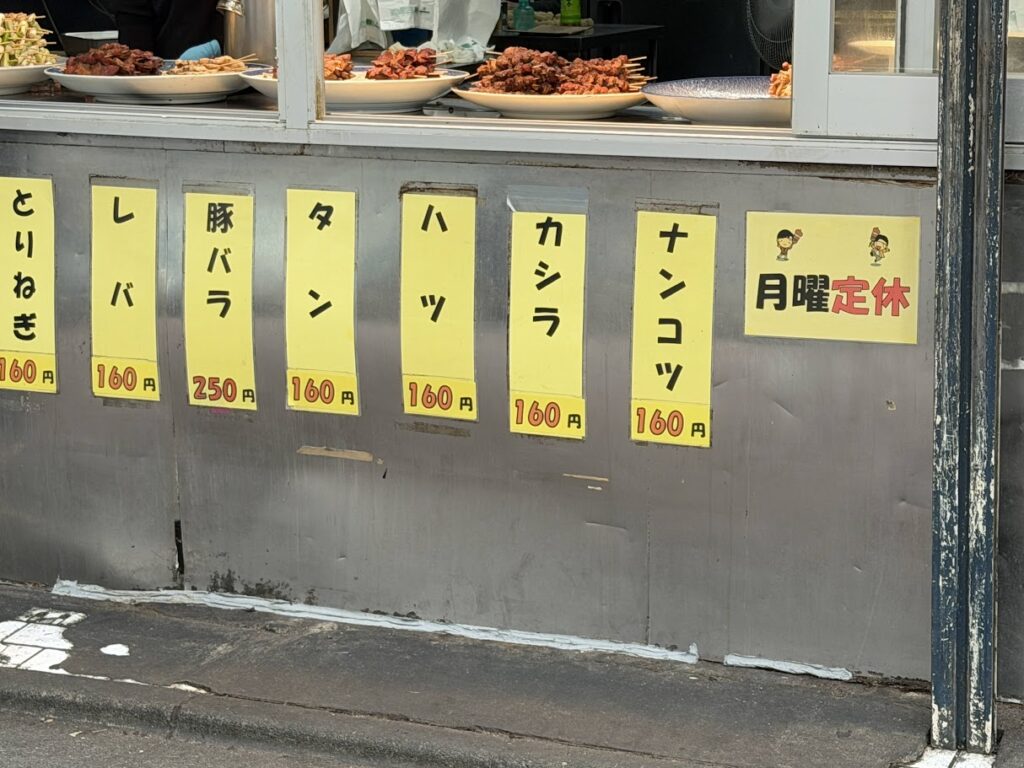 とりねぎ
160円
レバ
160円
豚バラ
250円
タン
160円
ハツ
160円
カシラ
160円
ナンコツ
160円
月曜定休